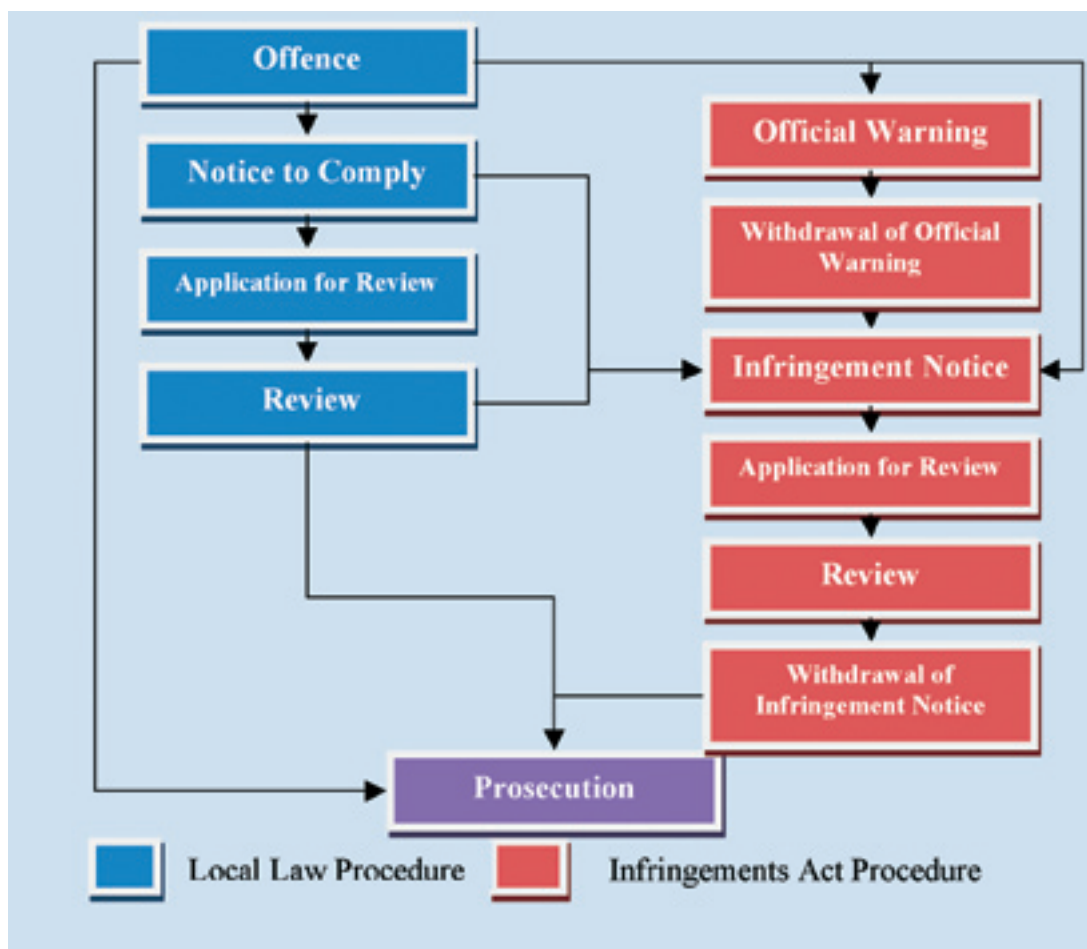 Offence
Notice to Comply
Application for Review
Review
Official Warning
Withdrawal of Official
Warning
Infringement Notice
Application for Review
Review
Withdrawal of
Infringement Notice
Prosecution
Local Law Procedure
Infringements Act Procedure